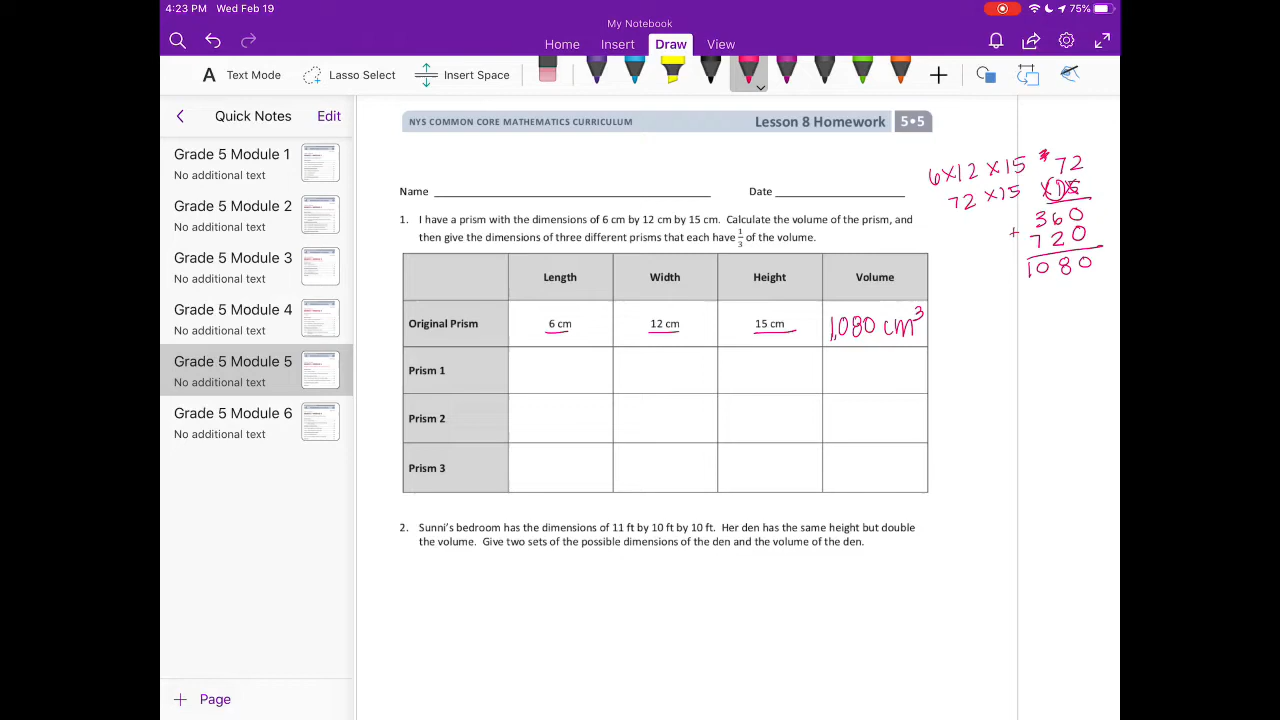 4:23 PM Wed Feb 19
75%
My Notebook
Home Insert Draw View
Text Mode Lasso Select Insert Space
Quick Notes Edit
Grade 5 Module 1
No additional text
Grade 5 Module 2
No additional text
Grade 5 Module 3
No additional text
Grade 5 Module 4
No additional text
Grade 5 Module 5
No additional text
Grade 5 Module 6
No additional text
+ Page
NYS COMMON CORE MATHEMATICS CURRICULUM Lesson 8 Homework 5•5
Name Date
1. I have a prism with the dimensions of 6 cm by 12 cm by 15 cm. Calculate the volume of the prism, and
then give the dimensions of three different prisms that each have 1/3 of the volume.
Length Width Height Volume
Original Prism 6 cm 12 cm 15 cm ,080 cm³
Prism 1
Prism 2
Prism 3
2. Sunni's bedroom has the dimensions of 11 ft by 10 ft by 10 ft. Her den has the same height but double
the volume. Give two sets of the possible dimensions of the den and the volume of the den.
6×12×15
72×15
72
×15
360
+ 720
1080